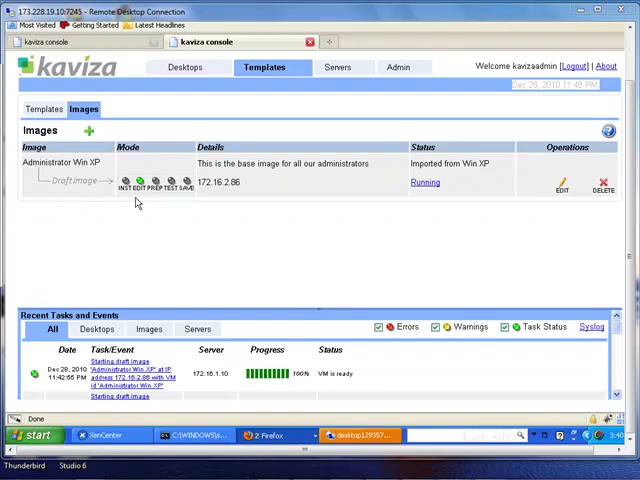 173.228.19.10:7245 - Remote Desktop Connection
Most Visited Getting Started Latest Headlines
kaviza console kaviza console
kaviza Desktops Templates Servers Admin Welcome kavizaadmin [Logout] | About
Dec 28, 2010 11:48 PM
Templates Images
Images
Image Mode Details Status Operations
Administrator Win XP This is the base image for all our administrators Imported from Win XP
Draft image 172.16.2.86 Running
INST EDIT PREP TEST SAVE EDIT DELETE
Recent Tasks and Events
All Desktops Images Servers Errors Warnings Task Status Syslog
Date Task/Event Server Progress Status
Dec 28, 2010 11:42:55 PM Starting draft image 'Administrator Win XP' at IP address 172.16.2.86 with VM id 'Administrator Win XP' 172.16.1.10 100% VM is ready
Starting draft image
Done
start XenCenter C:\WINDOWS\s... 2 Firefox desktop129357... 3:40
Thunderbird Studio 6